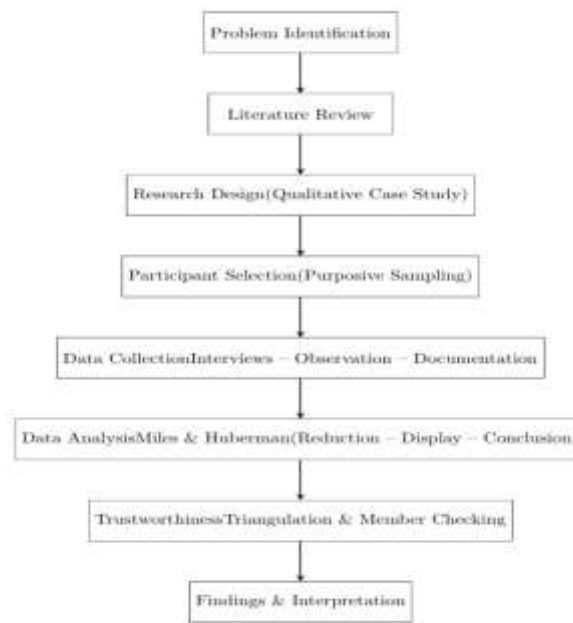 Problem Identification
Literature Review
Research Design(Qualitative Case Study)
Participant Selection(Purposive Sampling)
Data CollectionInterviews – Observation – Documentation
Data AnalysisMiles & Huberman(Reduction – Display – Conclusion
TrustworthinessTriangulation & Member Checking
Findings & Interpretation